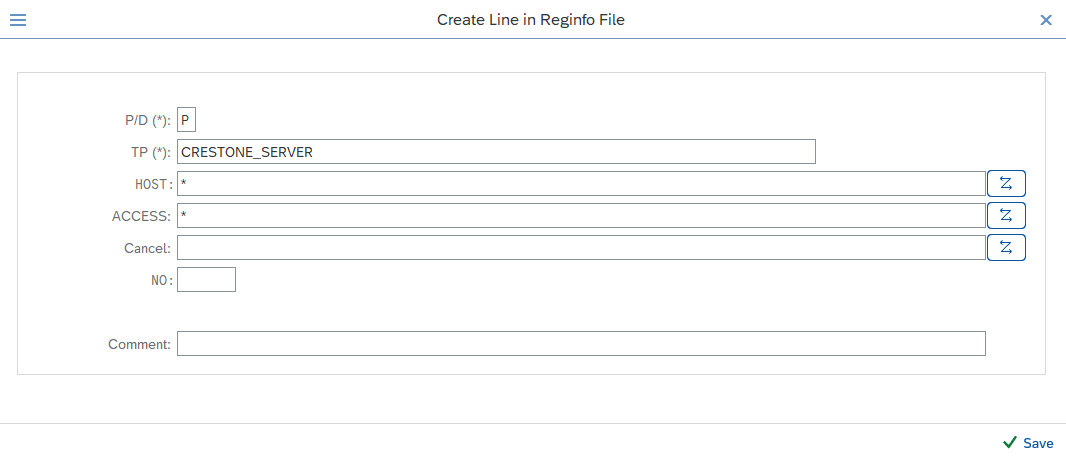 Create Line in Reginfo File
P/D (*): P
TP (*): CRESTONE_SERVER
HOST: *
ACCESS: *
Cancel:
NO:
Comment:
Save